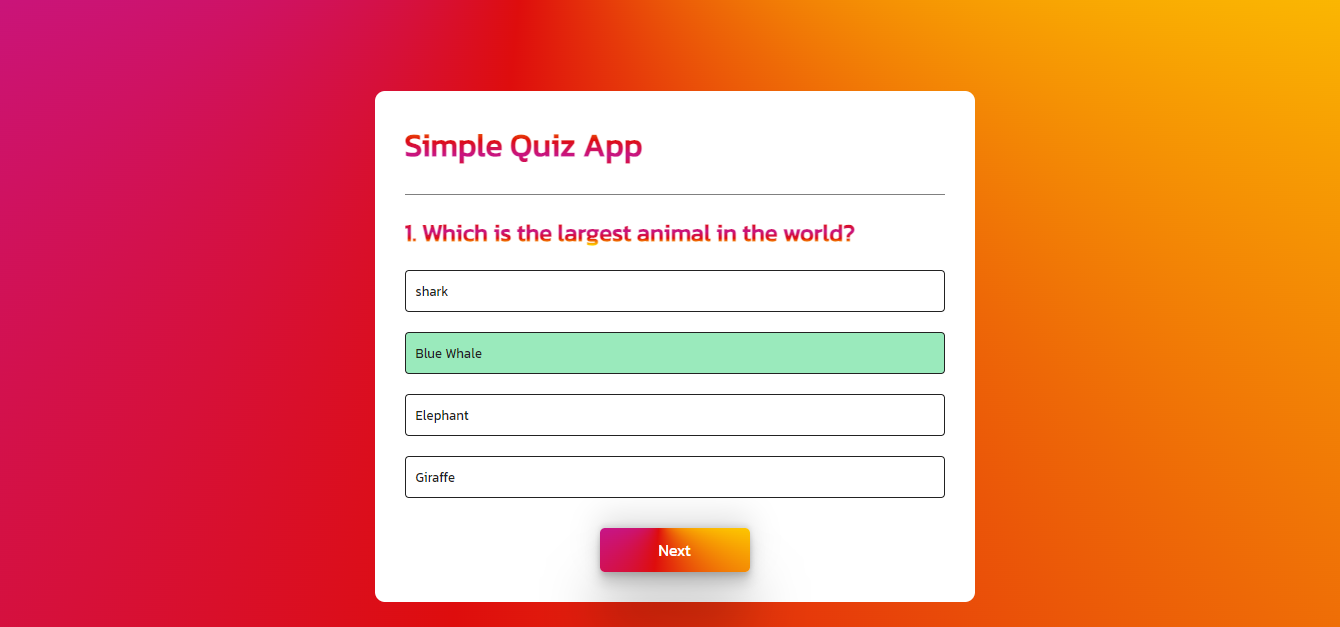 Simple Quiz App
1. Which is the largest animal in the world?
shark
Blue Whale
Elephant
Giraffe
Next